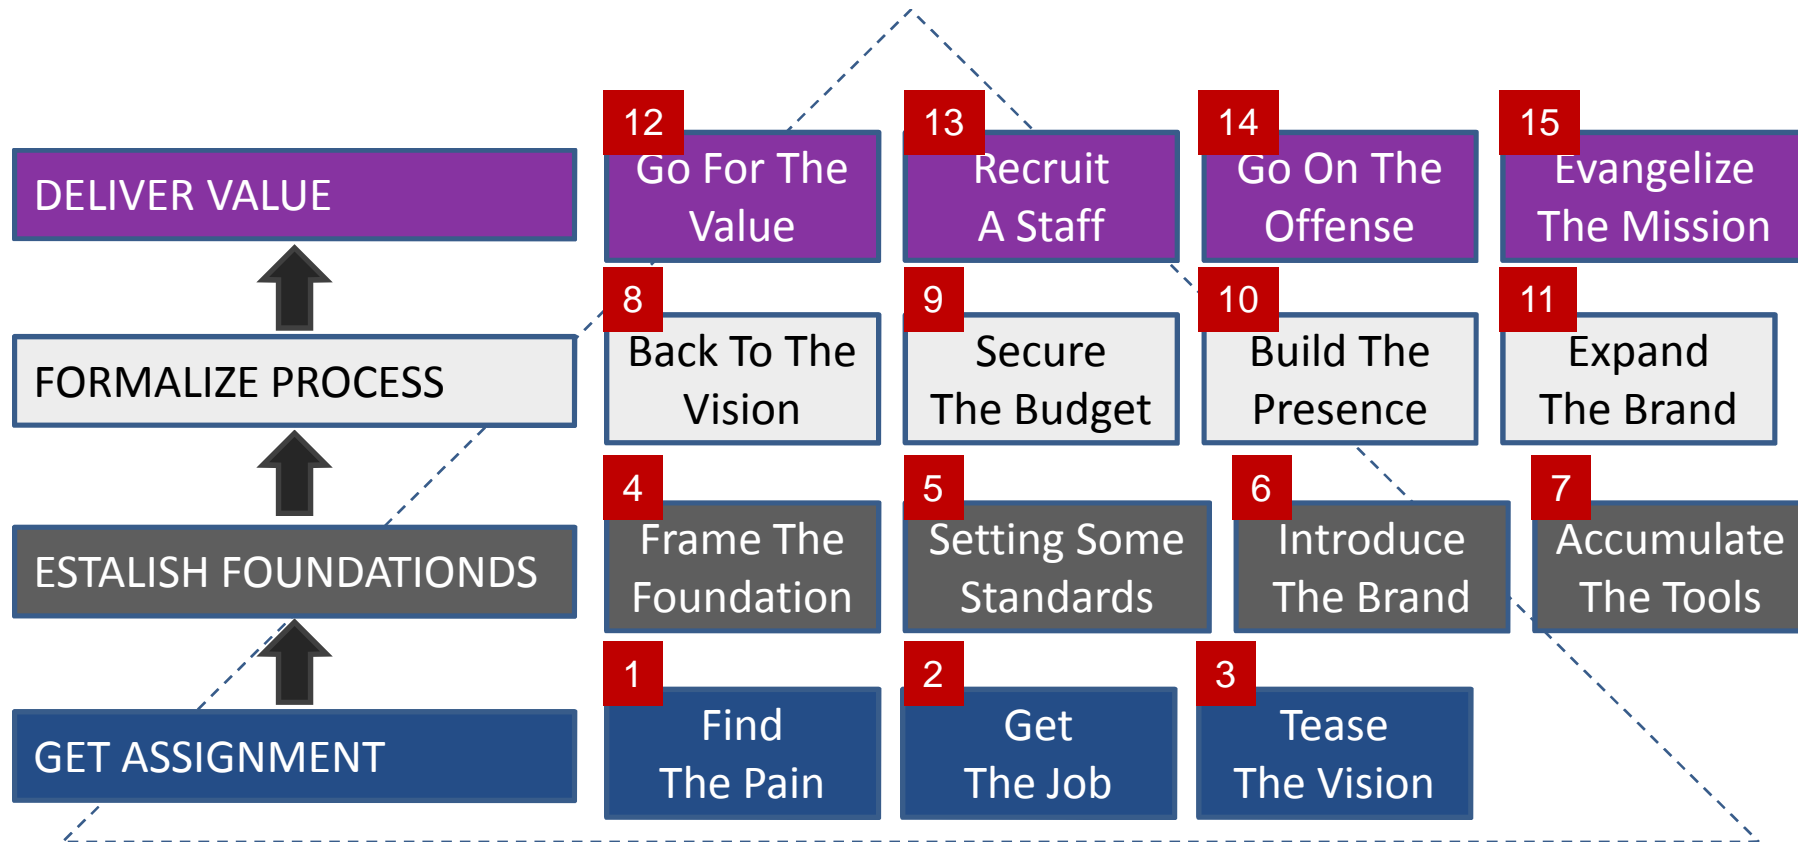 DELIVER VALUE
12
Go For The
Value
13
Recruit
A Staff
14
Go On The
Offense
15
Evangelize
The Mission
FORMALIZE PROCESS
8
Back To The
Vision
9
Secure
The Budget
10
Build The
Presence
11
Expand
The Brand
ESTALISH FOUNDATIONDS
4
Frame The
Foundation
5
Setting Some
Standards
6
Introduce
The Brand
7
Accumulate
The Tools
GET ASSIGNMENT
1
Find
The Pain
2
Get
The Job
3
Tease
The Vision